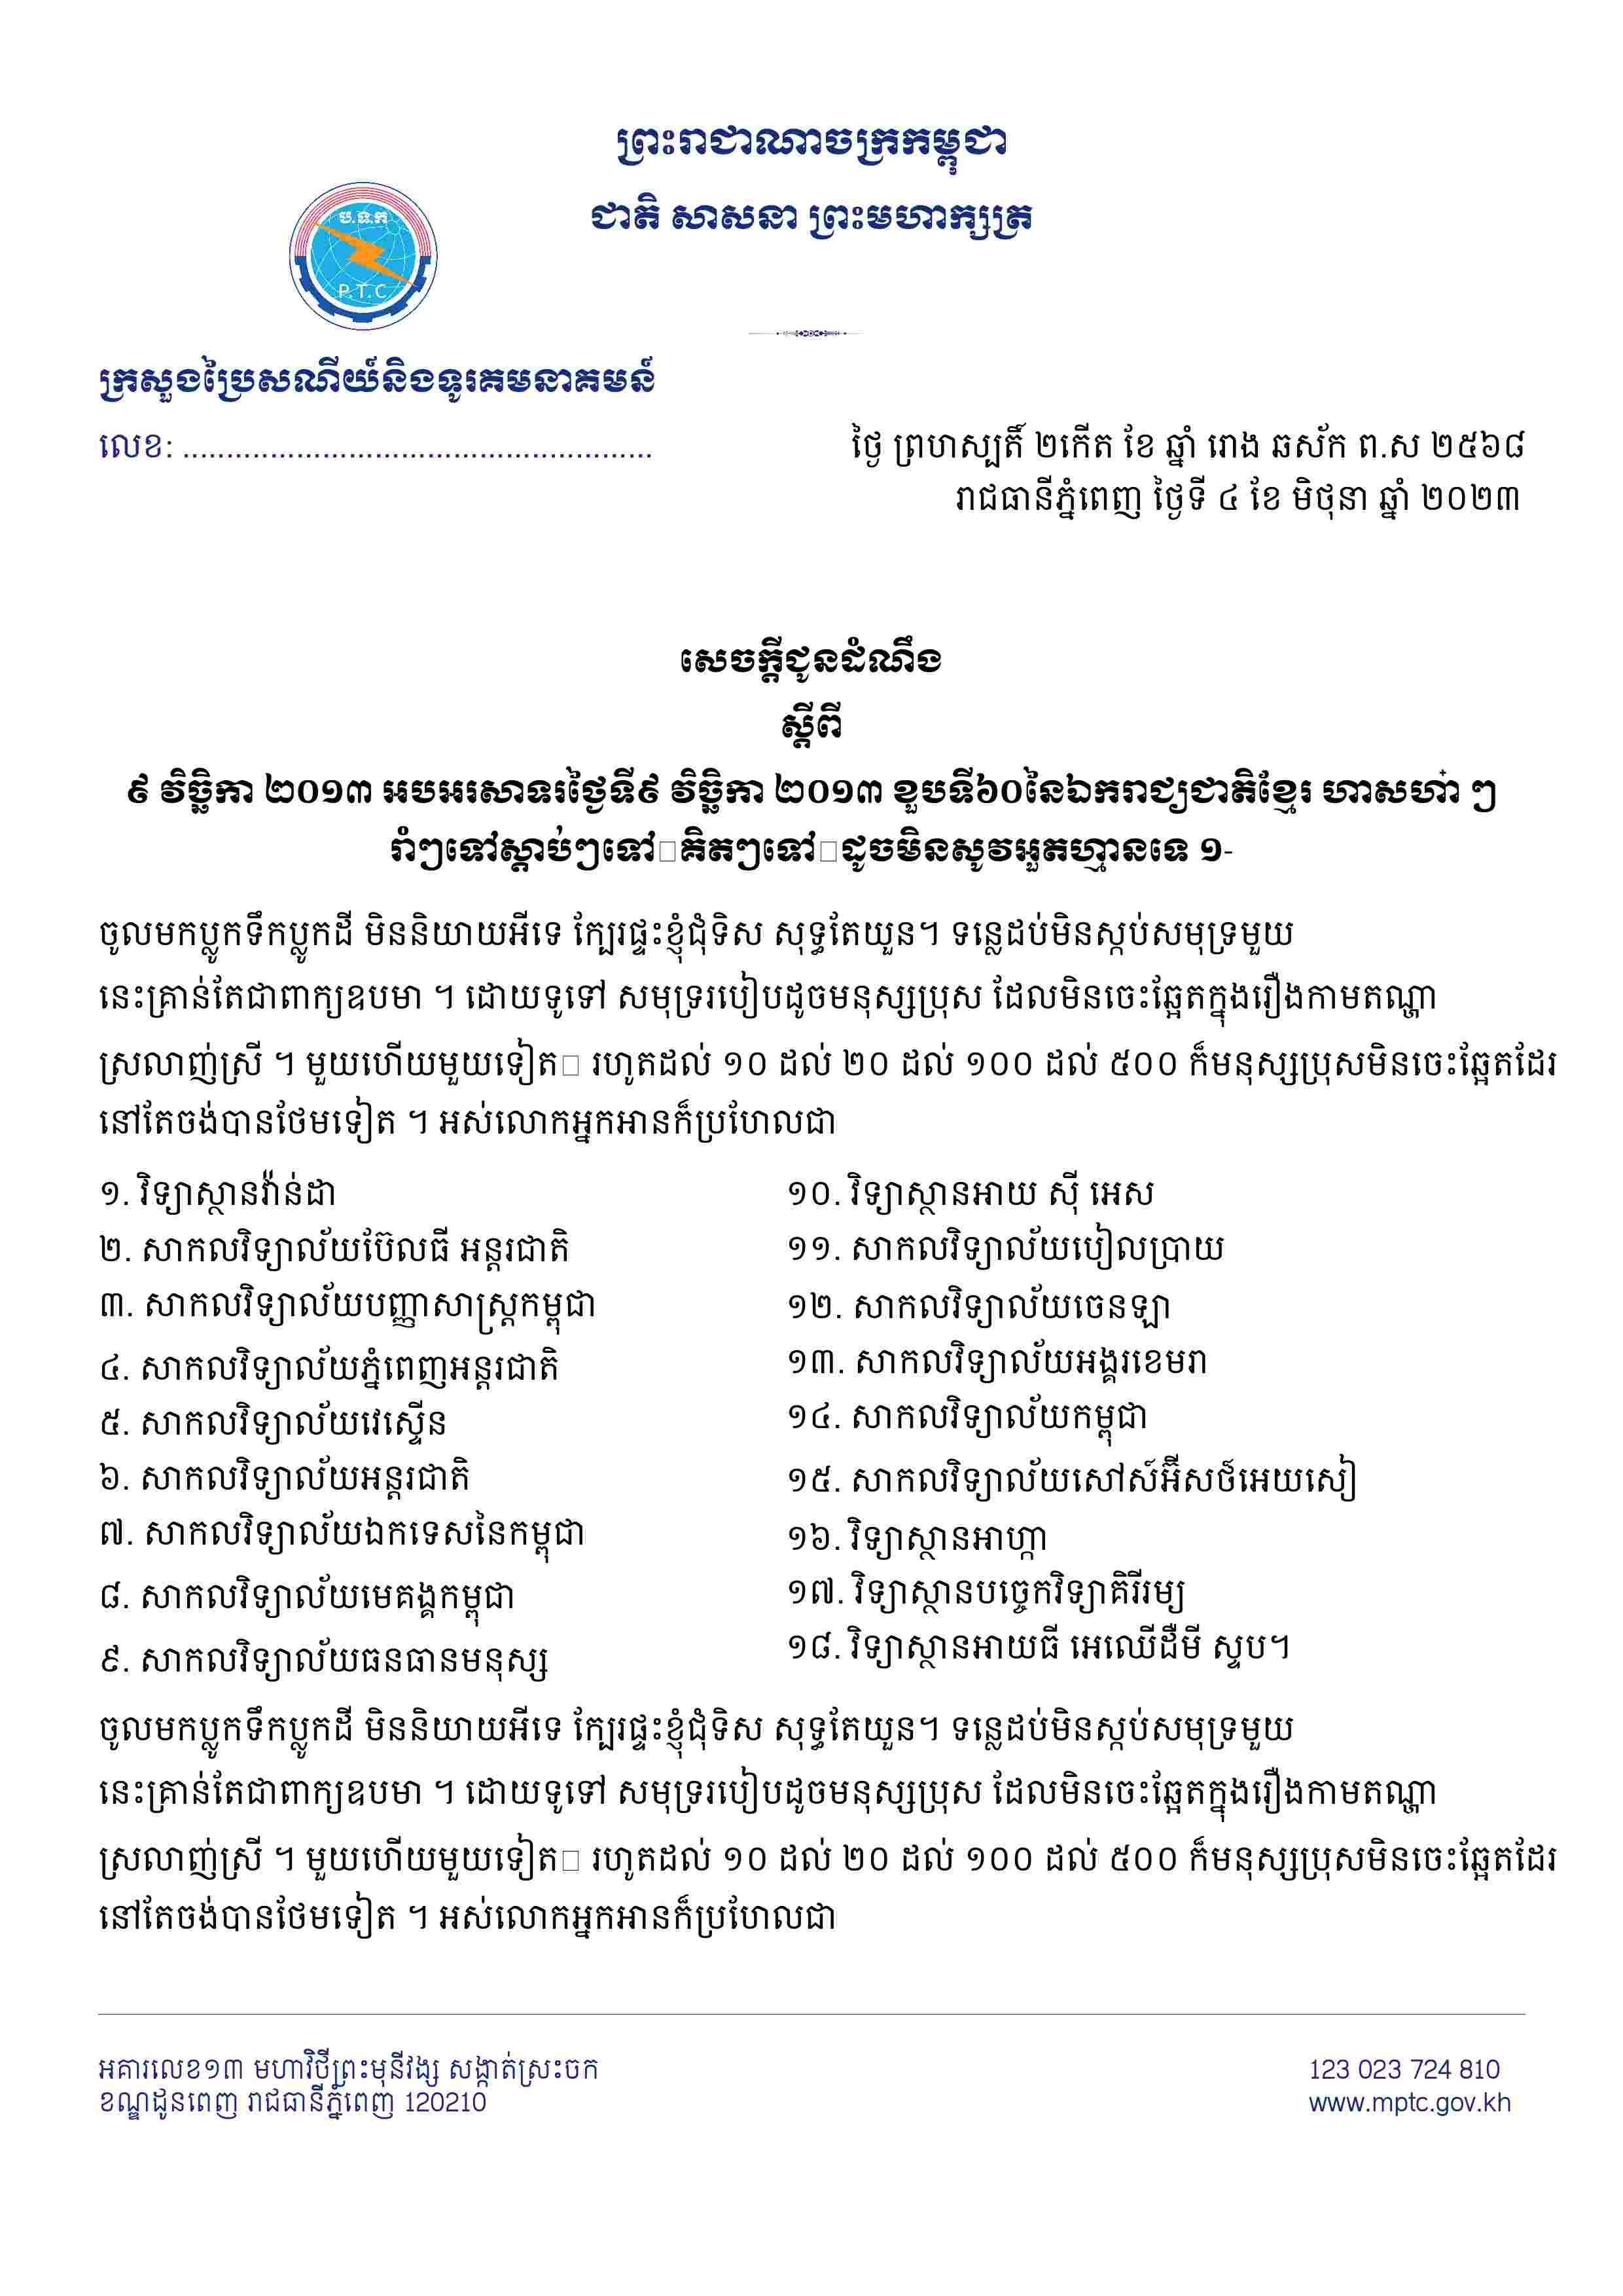 ព្រះរាជាណាចក្រកម្ពុជា
ជាតិ សាសនា ព្រះមហាក្សត្រ
ប.ទ.ក
P.T.C
ក្រសួងប្រៃសណីយ៍និងទូរគមនាគមន៍
លេខ: ......................................................
ថ្ងៃ ព្រហស្បតិ៍ ២កើត ខែ ឆ្នាំ រោង ឆស័ក ព.ស ២៥៦៨
រាជធានីភ្នំពេញ ថ្ងៃទី ៤ ខែ មិថុនា ឆ្នាំ ២០២៣
សេចក្តីជូនដំណឹង
ស្តីពី
៩ វិច្ឆិកា ២០១៣ អបអរសាទរថ្ងៃទី៩ វិច្ឆិកា ២០១៣ ខួបទី៦០នៃឯករាជ្យជាតិខ្មែរ ហាសហា៎ ៗ
រាំៗទៅស្តាប់ៗទៅ គិតៗទៅ ដូចមិនសូវអួតហ្មានទេ ១-
ចូលមកប្លូកទឹកប្លូកដី មិននិយាយអីទេ ក្បែរផ្ទះខ្ញុំជុំទិស សុទ្ធតែយួន។ ទន្លេដប់មិនស្កប់សមុទ្រមួយ
នេះគ្រាន់តែជាពាក្យឧបមា ។ ដោយទូទៅ សមុទ្ររបៀបដូចមនុស្សប្រុស ដែលមិនចេះឆ្អែតក្នុងរឿងកាមតណ្ហា
ស្រលាញ់ស្រី ។ មួយហើយមួយទៀត រហូតដល់ ១០ ដល់ ២០ ដល់ ១០០ ដល់ ៥០០ ក៏មនុស្សប្រុសមិនចេះឆ្អែតដែរ
នៅតែចង់បានថែមទៀត ។ អស់លោកអ្នកអានក៏ប្រហែលជា
១. វិទ្យាស្ថានវ៉ាន់ដា
២. សាកលវិទ្យាល័យប៊ែលធី អន្តរជាតិ
៣. សាកលវិទ្យាល័យបញ្ញាសាស្ត្រកម្ពុជា
៤. សាកលវិទ្យាល័យភ្នំពេញអន្តរជាតិ
៥. សាកលវិទ្យាល័យវេស្ទើន
៦. សាកលវិទ្យាល័យអន្តរជាតិ
៧. សាកលវិទ្យាល័យឯកទេសនៃកម្ពុជា
៨. សាកលវិទ្យាល័យមេគង្គកម្ពុជា
៩. សាកលវិទ្យាល័យធនធានមនុស្ស
១០. វិទ្យាស្ថានអាយ ស៊ី អេស
១១. សាកលវិទ្យាល័យបៀលប្រាយ
១២. សាកលវិទ្យាល័យចេនឡា
១៣. សាកលវិទ្យាល័យអង្គរខេមរា
១៤. សាកលវិទ្យាល័យកម្ពុជា
១៥. សាកលវិទ្យាល័យសៅស៍អ៊ីសថ៍អេយសៀ
១៦. វិទ្យាស្ថានអាហ្កា
១៧. វិទ្យាស្ថានបច្ចេកវិទ្យាគិរីរម្យ
១៨. វិទ្យាស្ថានអាយធី អេឈើដឺមី ស្ទប។
ចូលមកប្លូកទឹកប្លូកដី មិននិយាយអីទេ ក្បែរផ្ទះខ្ញុំជុំទិស សុទ្ធតែយួន។ ទន្លេដប់មិនស្កប់សមុទ្រមួយ
នេះគ្រាន់តែជាពាក្យឧបមា ។ ដោយទូទៅ សមុទ្ររបៀបដូចមនុស្សប្រុស ដែលមិនចេះឆ្អែតក្នុងរឿងកាមតណ្ហា
ស្រលាញ់ស្រី ។ មួយហើយមួយទៀត រហូតដល់ ១០ ដល់ ២០ ដល់ ១០០ ដល់ ៥០០ ក៏មនុស្សប្រុសមិនចេះឆ្អែតដែរ
នៅតែចង់បានថែមទៀត ។ អស់លោកអ្នកអានក៏ប្រហែលជា
អគារលេខ១៣ មហាវិថីព្រះមុនីវង្ស សង្កាត់ស្រះចក
ខណ្ឌដូនពេញ រាជធានីភ្នំពេញ 120210
123 023 724 810
www.mptc.gov.kh